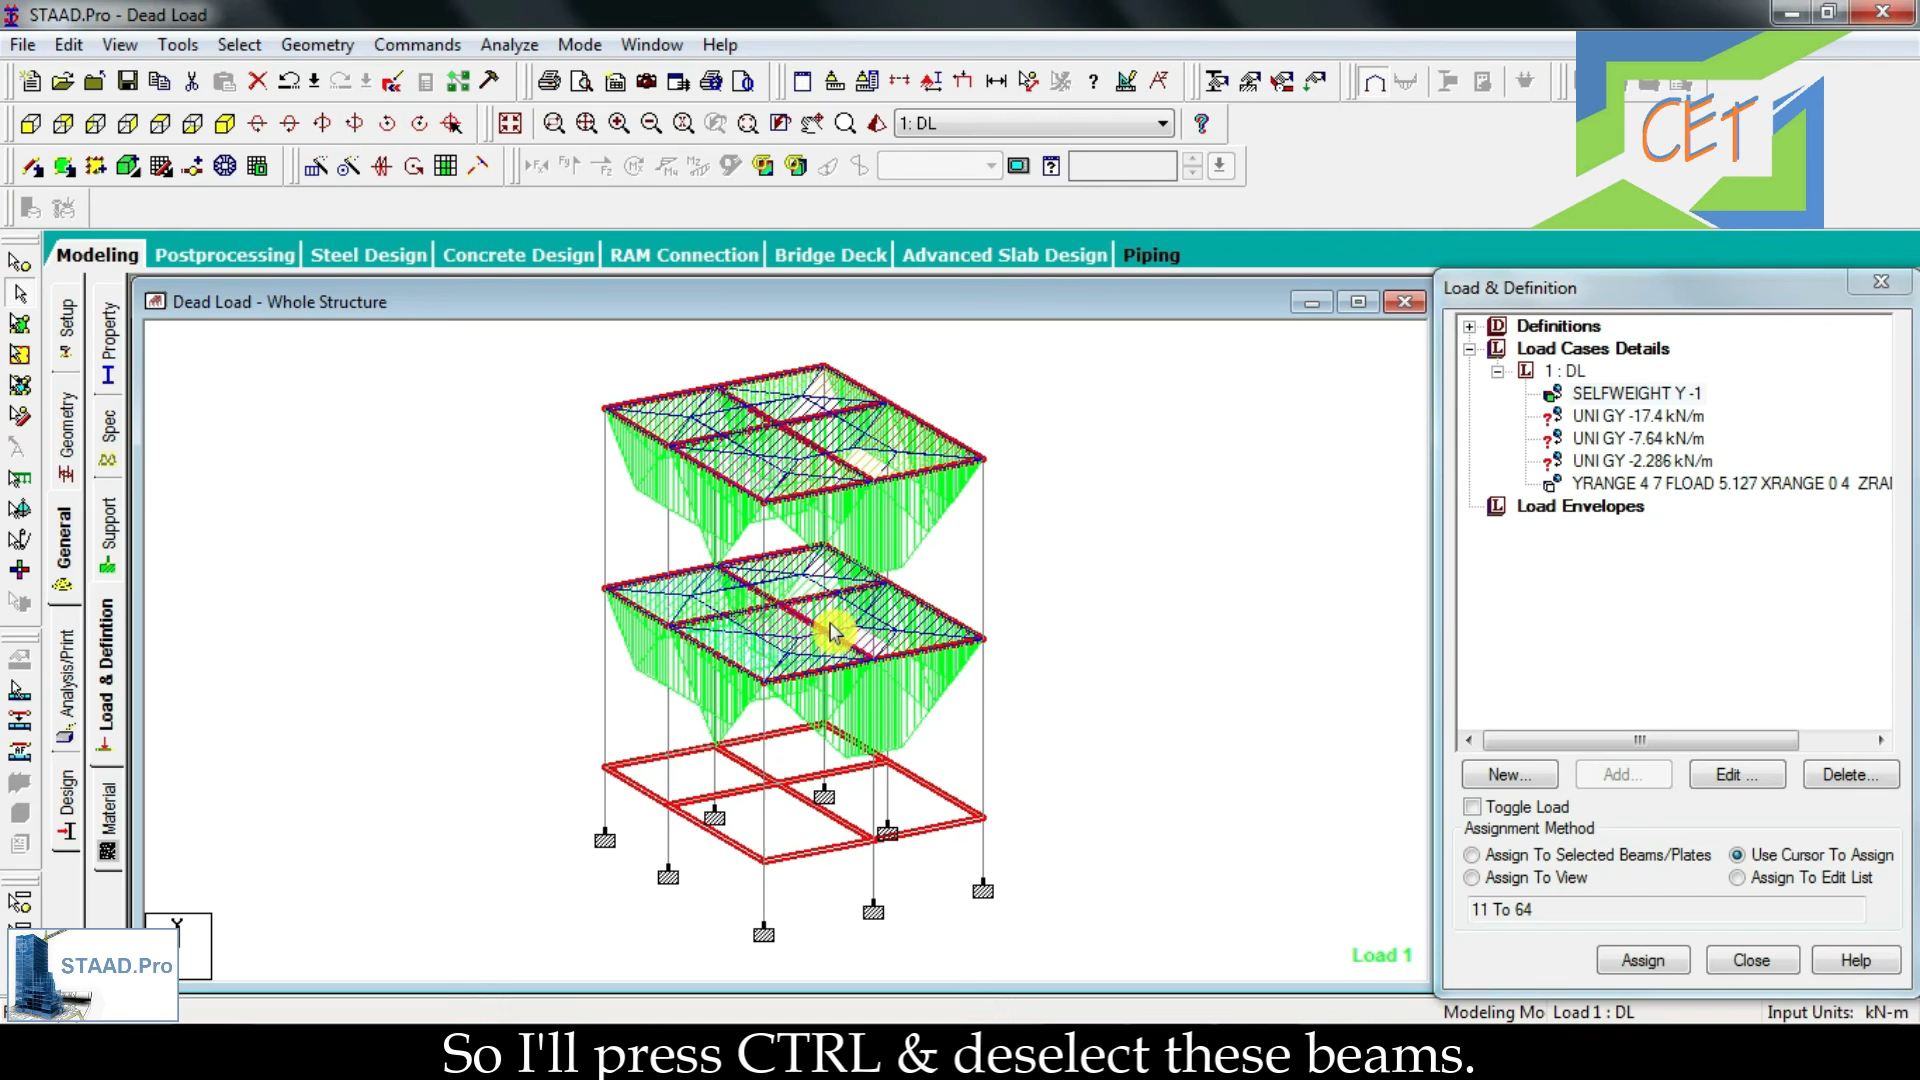 STAAD.Pro - Dead Load
File Edit View Tools Select Geometry Commands Analyze Mode Window Help
CET
1: DL
Modeling Postprocessing Steel Design Concrete Design RAM Connection Bridge Deck Advanced Slab Design Piping
Dead Load - Whole Structure
Setup
Geometry
General
Analysis/Print
Design
Property
Spec
Support
Load & Definition
Material
Load & Definition
Definitions
Load Cases Details
1 : DL
SELFWEIGHT Y -1
UNI GY -17.4 kN/m
UNI GY -7.64 kN/m
UNI GY -2.286 kN/m
YRANGE 4 7 FLOAD 5.127 XRANGE 0 4 ZRAI
Load Envelopes
New... Add... Edit ... Delete...
Toggle Load
Assignment Method
Assign To Selected Beams/Plates Use Cursor To Assign
Assign To View Assign To Edit List
11 To 64
Assign Close Help
Load 1
STAAD.Pro
Modeling Mo Load 1 : DL Input Units: kN-m
So I'll press CTRL & deselect these beams.